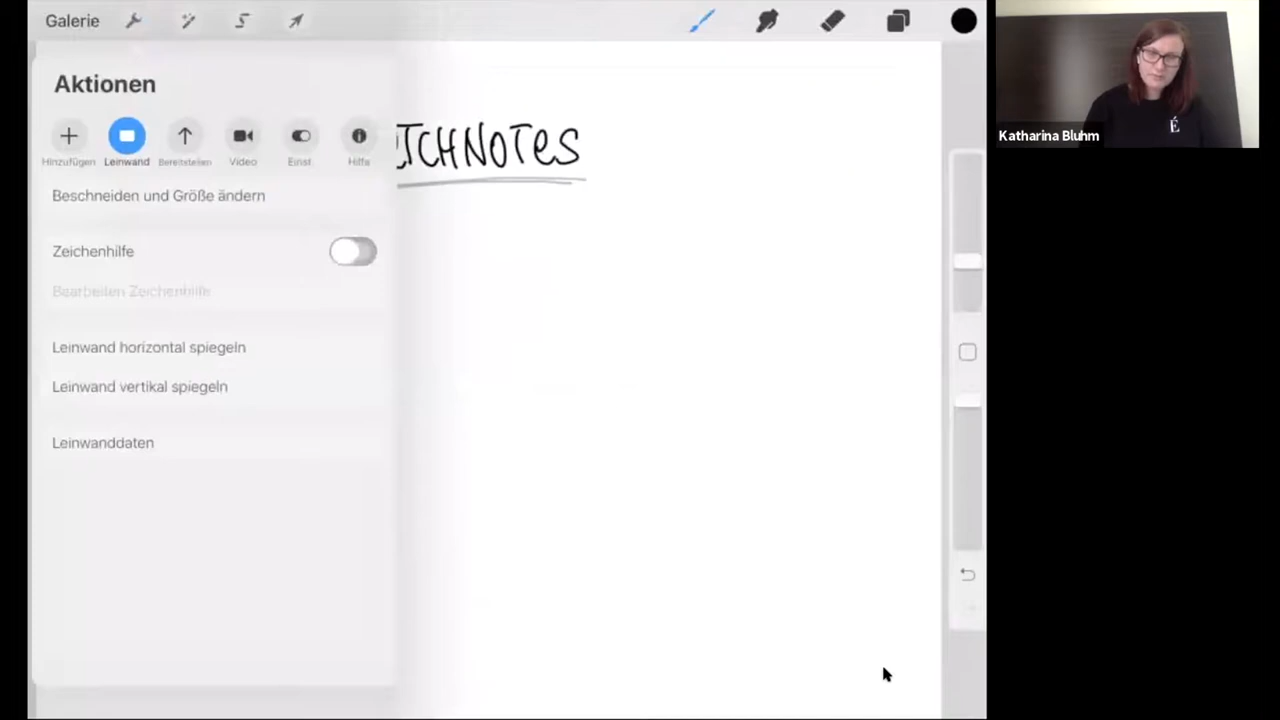 Galerie
Aktionen
Hinzufügen Leinwand Bereitstellen Video Einst. Hilfe
Beschneiden und Größe ändern
Zeichenhilfe
Bearbeiten Zeichenhilfe
Leinwand horizontal spiegeln
Leinwand vertikal spiegeln
Leinwanddaten
TCHNOTES
Katharina Bluhm
É